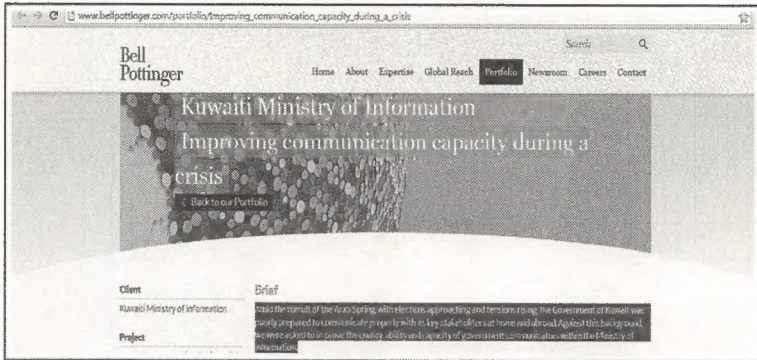 www.bellpottinger.com/portfolio/improving_communication_capacity_during_a_crisis
Search
Bell
Pottinger
Home About Expertise Global Reach Portfolio Newsroom Careers Contact
Kuwaiti Ministry of Information
Improving communication capacity during a
crisis
Back to our Portfolio
Client
Brief
Kuwaiti Ministry of Information
Amid the tumult of the Arab Spring, with elections approaching and tensions rising, the Government of Kuwait was
poorly prepared to communicate properly with its key stakeholders at home and abroad. Against this background,
Project
we were asked to improve the quality, ability and capacity of government communicators within the Ministry of
Information.